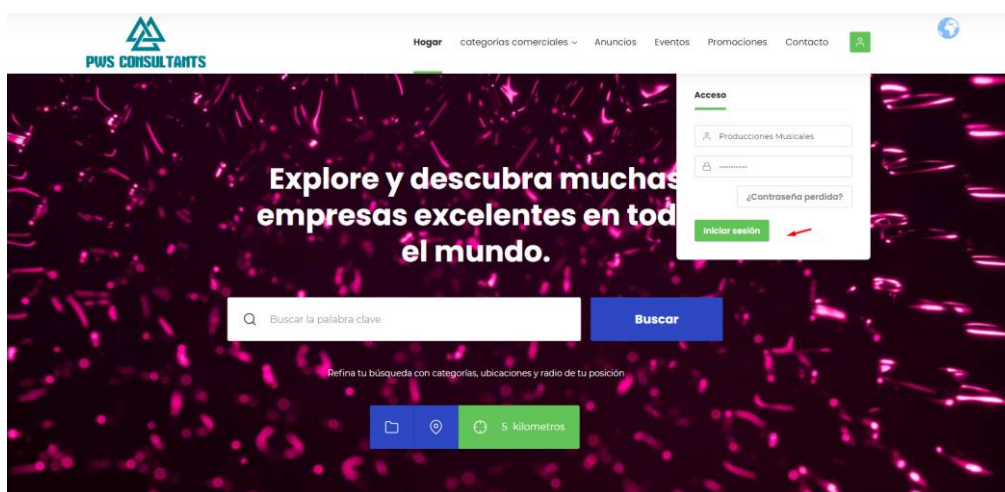 PWS CONSULTANTS
Hogar categorías comerciales Anuncios Eventos Promociones Contacto
Acceso
Producciones Musicales
¿Contraseña perdida?
Iniciar sesión
Explore y descubra muchas
empresas excelentes en tod
el mundo.
Buscar la palabra clave
Buscar
Refina tu búsqueda con categorías, ubicaciones y radio de tu posición
5 kilometros